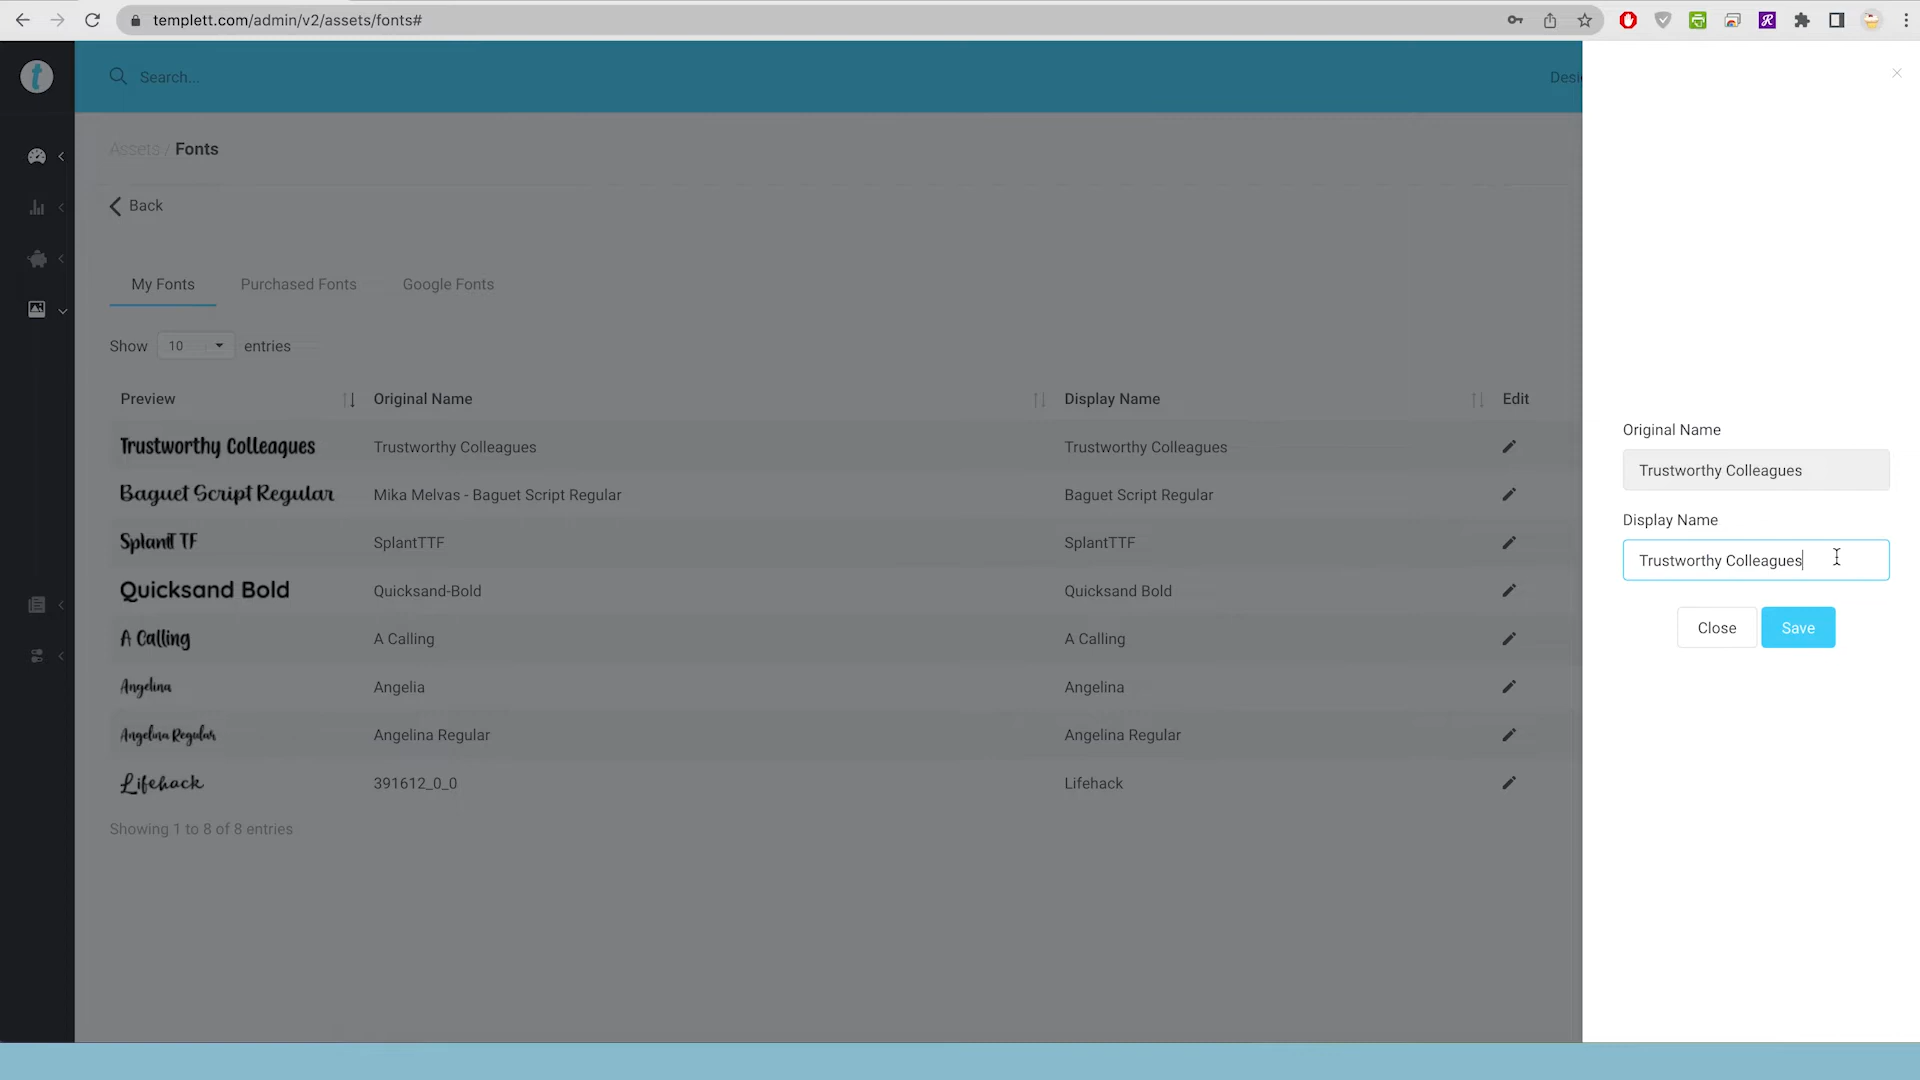 templett.com/admin/v2/assets/fonts#
t
Search...
Desi
Assets / Fonts
Back
My Fonts
Purchased Fonts
Google Fonts
Show 10 entries
Preview
Original Name
Display Name
Edit
Trustworthy Colleagues
Trustworthy Colleagues
Trustworthy Colleagues
Baguet Script Regular
Mika Melvas - Baguet Script Regular
Baguet Script Regular
SplantTTF
SplantTTF
SplantTTF
Quicksand Bold
Quicksand-Bold
Quicksand Bold
A Calling
A Calling
A Calling
Angelina
Angelia
Angelina
Angelina Regular
Angelina Regular
Angelina Regular
Lifehack
391612_0_0
Lifehack
Showing 1 to 8 of 8 entries
Original Name
Trustworthy Colleagues
Display Name
Trustworthy Colleagues
Close
Save